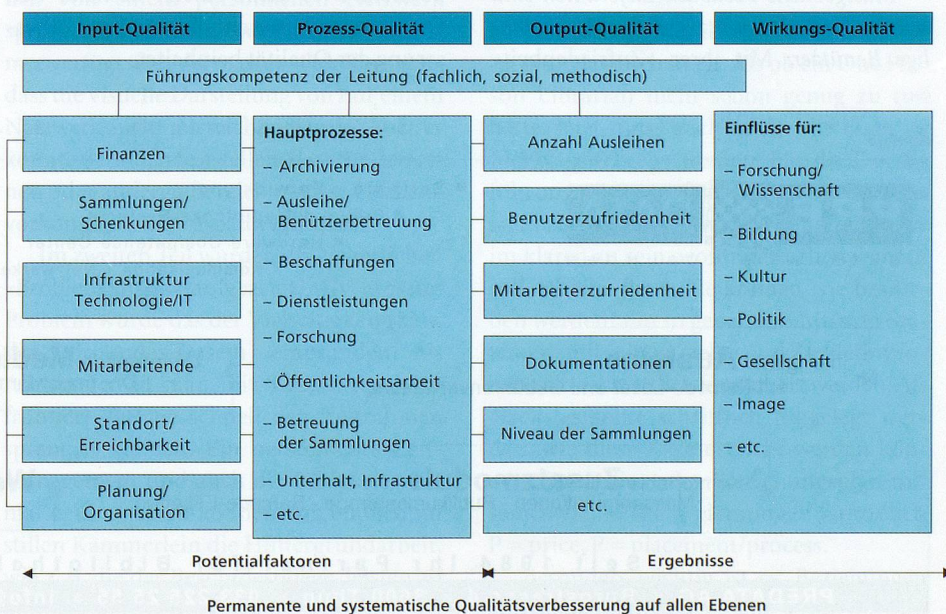 Input-Qualität
Prozess-Qualität
Output-Qualität
Wirkungs-Qualität
Führungskompetenz der Leitung (fachlich, sozial, methodisch)
Finanzen
Sammlungen/
Schenkungen
Infrastruktur
Technologie/IT
Mitarbeitende
Standort/
Erreichbarkeit
Planung/
Organisation
Hauptprozesse:
– Archivierung
– Ausleihe/
Benützerbetreuung
– Beschaffungen
– Dienstleistungen
– Forschung
– Öffentlichkeitsarbeit
– Betreuung
der Sammlungen
– Unterhalt, Infrastruktur
– etc.
Anzahl Ausleihen
Benutzerzufriedenheit
Mitarbeiterzufriedenheit
Dokumentationen
Niveau der Sammlungen
etc.
Einflüsse für:
– Forschung/
Wissenschaft
– Bildung
– Kultur
– Politik
– Gesellschaft
– Image
– etc.
Potentialfaktoren
Ergebnisse
Permanente und systematische Qualitätsverbesserung auf allen Ebenen